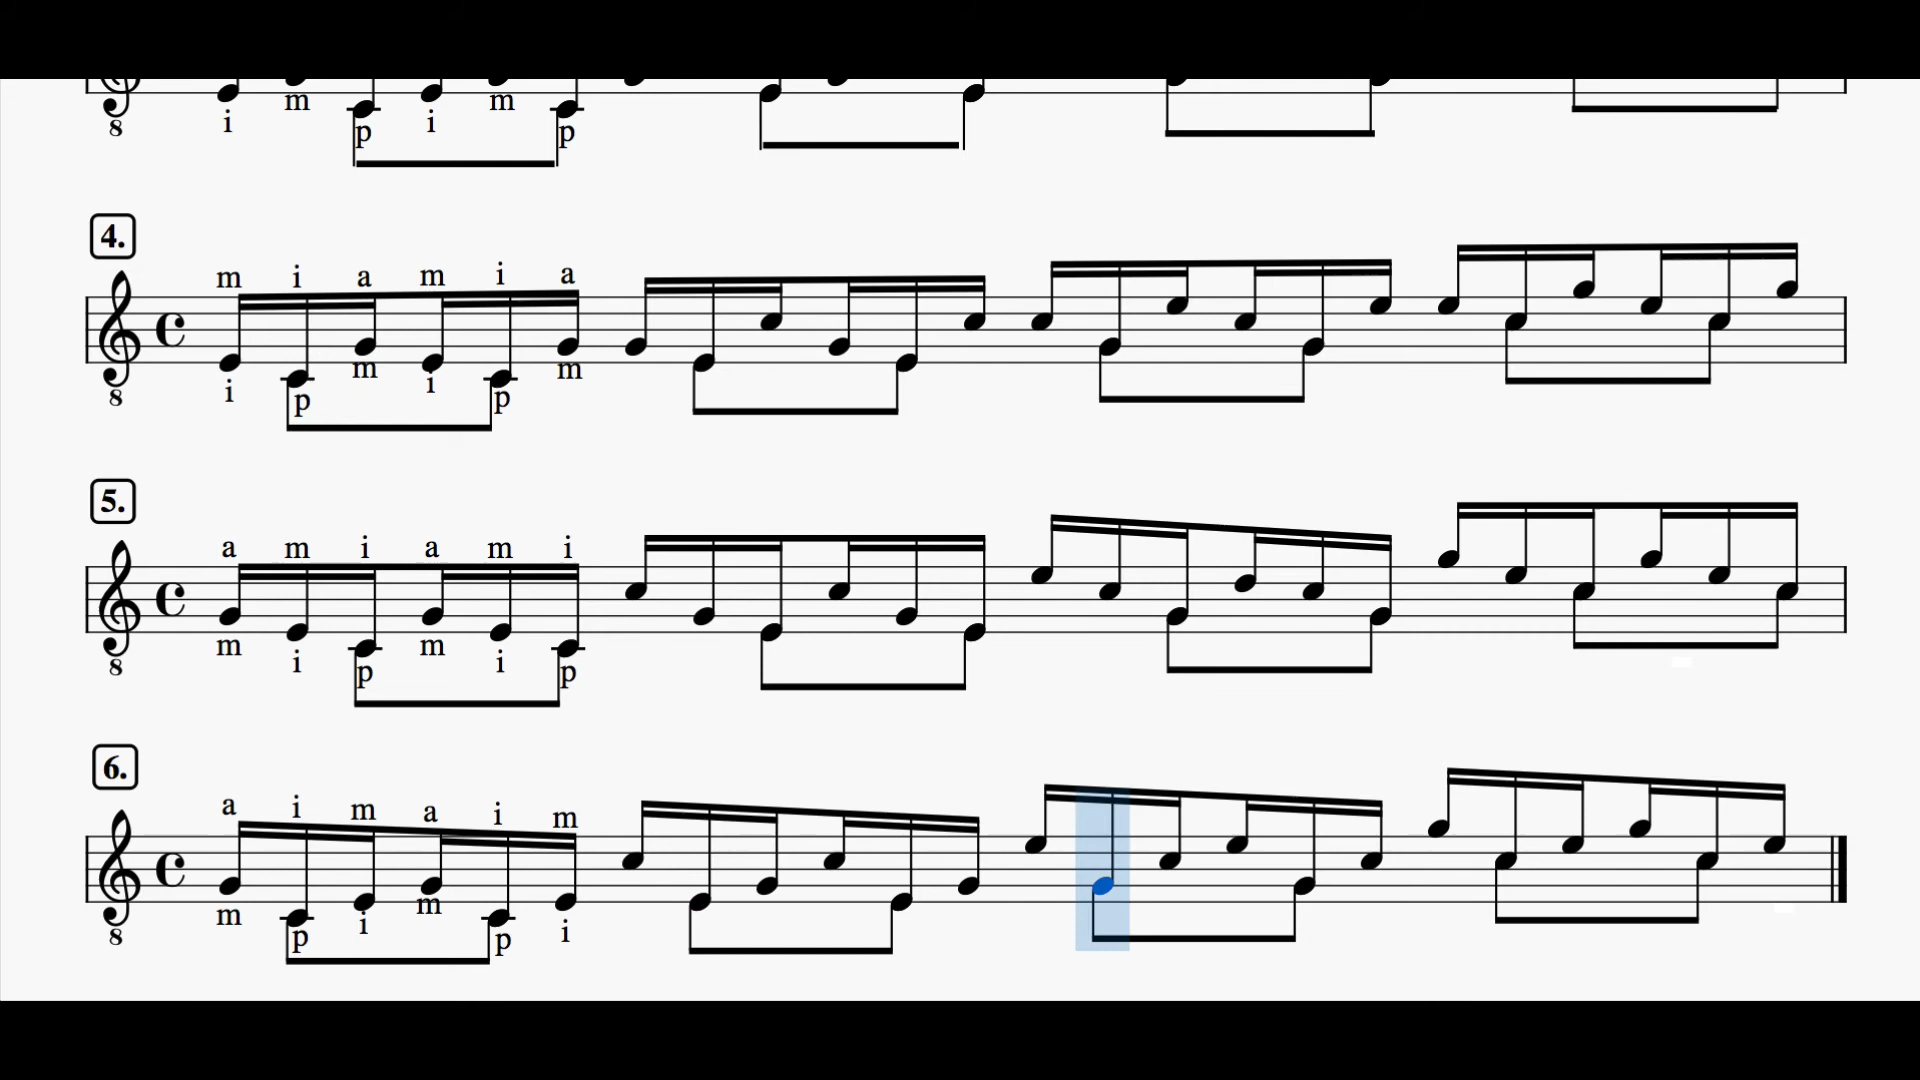 m m
i i
8 p p
4.
m i a m i a
m m
i i
8 p p
5.
a m i a m i
m m
i i
8 p p
6.
a i m a i m
m i m
8 p p i